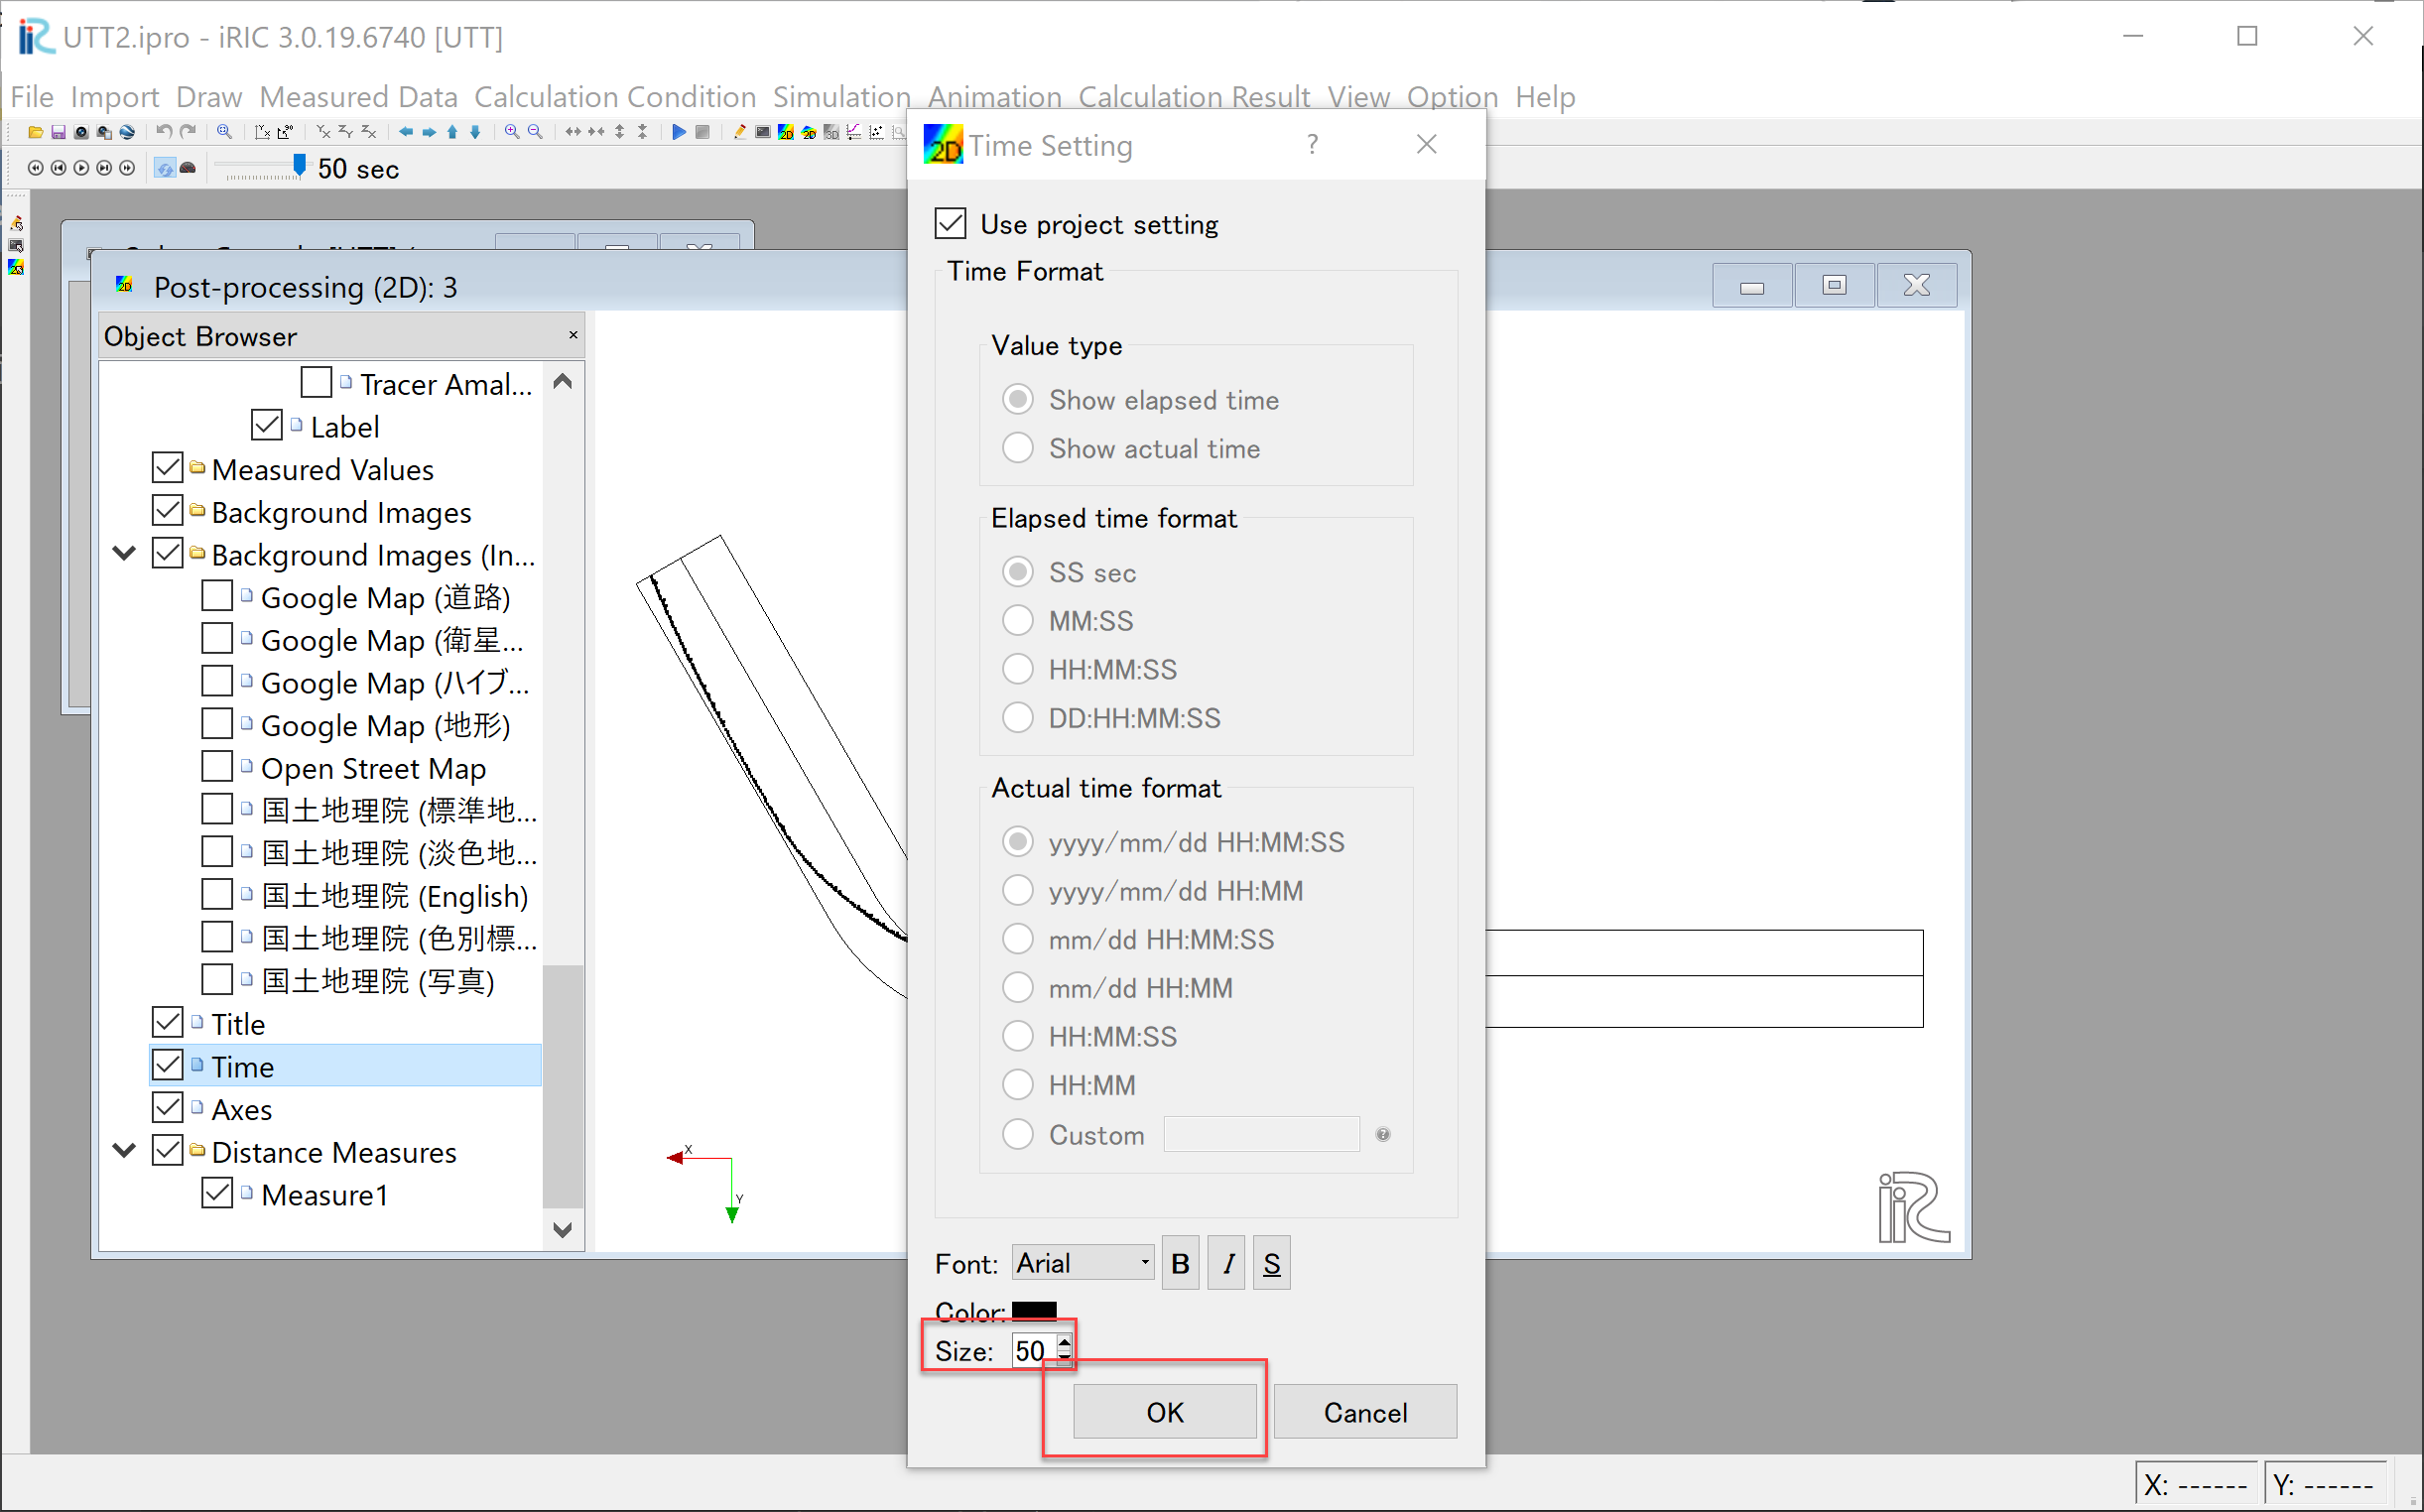 UTT2.ipro - iRIC 3.0.19.6740 [UTT]
File Import Draw Measured Data Calculation Condition Simulation Animation Calculation Result View Option Help
50 sec
Post-processing (2D): 3
Object Browser
Tracer Amal...
Label
Measured Values
Background Images
Background Images (In...
Google Map (道路)
Google Map (衛星...
Google Map (ハイブ...
Google Map (地形)
Open Street Map
国土地理院 (標準地...
国土地理院 (淡色地...
国土地理院 (English)
国土地理院 (色別標...
国土地理院 (写真)
Title
Time
Axes
Distance Measures
Measure1
X
Y
iRIC
2D Time Setting ?
Use project setting
Time Format
Value type
Show elapsed time
Show actual time
Elapsed time format
SS sec
MM:SS
HH:MM:SS
DD:HH:MM:SS
Actual time format
yyyy/mm/dd HH:MM:SS
yyyy/mm/dd HH:MM
mm/dd HH:MM:SS
mm/dd HH:MM
HH:MM:SS
HH:MM
Custom
Font: Arial B I S
Color:
Size: 50
OK Cancel
X: ------ Y: ------